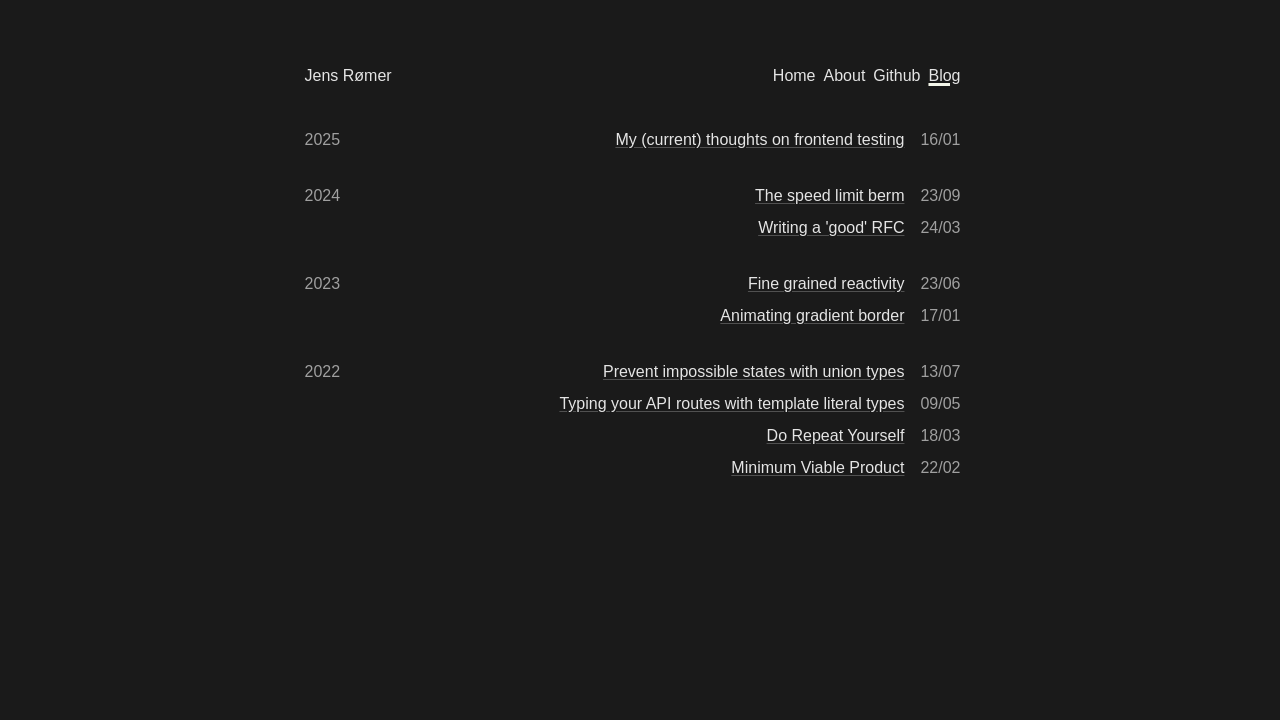 Jens Rømer Home About Github Blog
2025 My (current) thoughts on frontend testing 16/01
2024 The speed limit berm 23/09
Writing a 'good' RFC 24/03
2023 Fine grained reactivity 23/06
Animating gradient border 17/01
2022 Prevent impossible states with union types 13/07
Typing your API routes with template literal types 09/05
Do Repeat Yourself 18/03
Minimum Viable Product 22/02